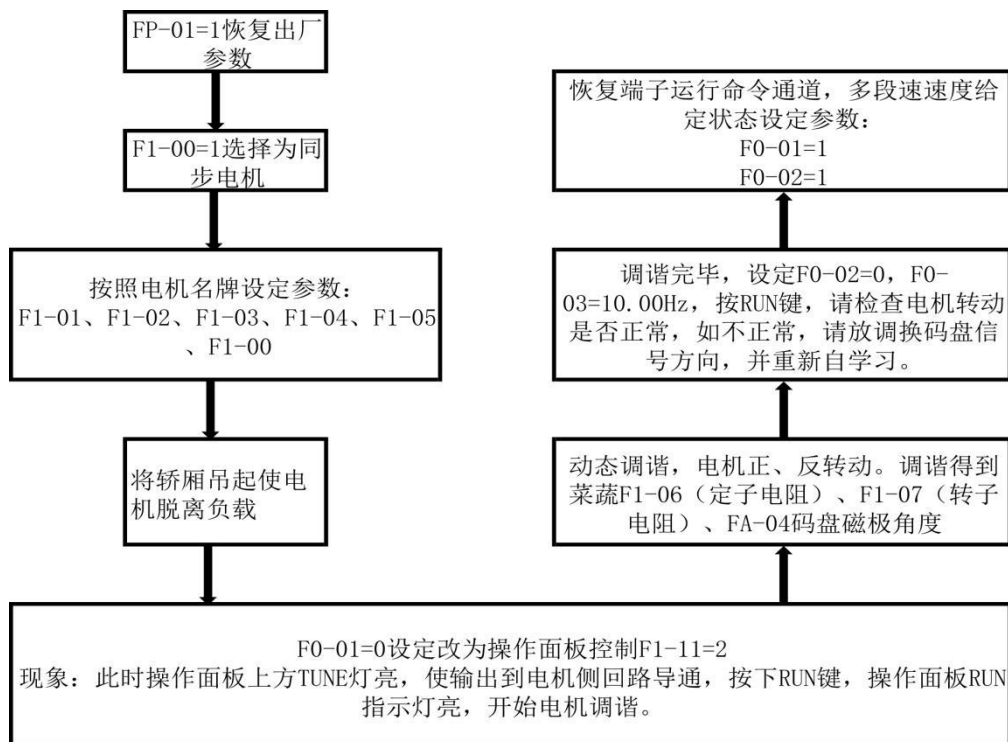 FP-01=1恢复出厂
参数
F1-00=1选择为同
步电机
按照电机名牌设定参数：
F1-01、F1-02、F1-03、F1-04、F1-05
、F1-00
将轿厢吊起使电
机脱离负载
F0-01=0设定改为操作面板控制F1-11=2
现象：此时操作面板上方TUNE灯亮，使输出到电机侧回路导通，按下RUN键，操作面板RUN
指示灯亮，开始电机调谐。
动态调谐，电机正、反转动。调谐得到
菜蔬F1-06（定子电阻）、F1-07（转子
电阻）、FA-04码盘磁极角度
调谐完毕，设定F0-02=0，F0-
03=10.00Hz，按RUN键，请检查电机转动
是否正常，如不正常，请放调换码盘信
号方向，并重新自学习。
恢复端子运行命令通道，多段速速度给
定状态设定参数：
F0-01=1
F0-02=1